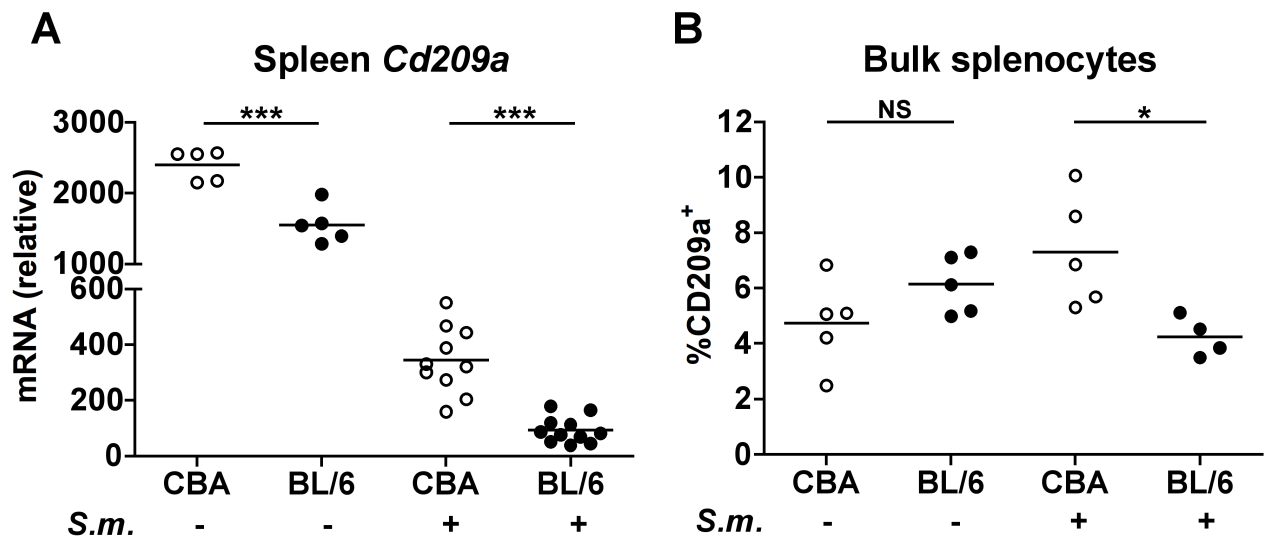 A
Spleen Cd209a
mRNA (relative)
3000
2000
1000
600
400
200
0
***
***
CBA BL/6 CBA BL/6
S.m. - - + +
B
Bulk splenocytes
%CD209a+
12
10
8
6
4
2
0
NS
*
CBA BL/6 CBA BL/6
S.m. - - + +